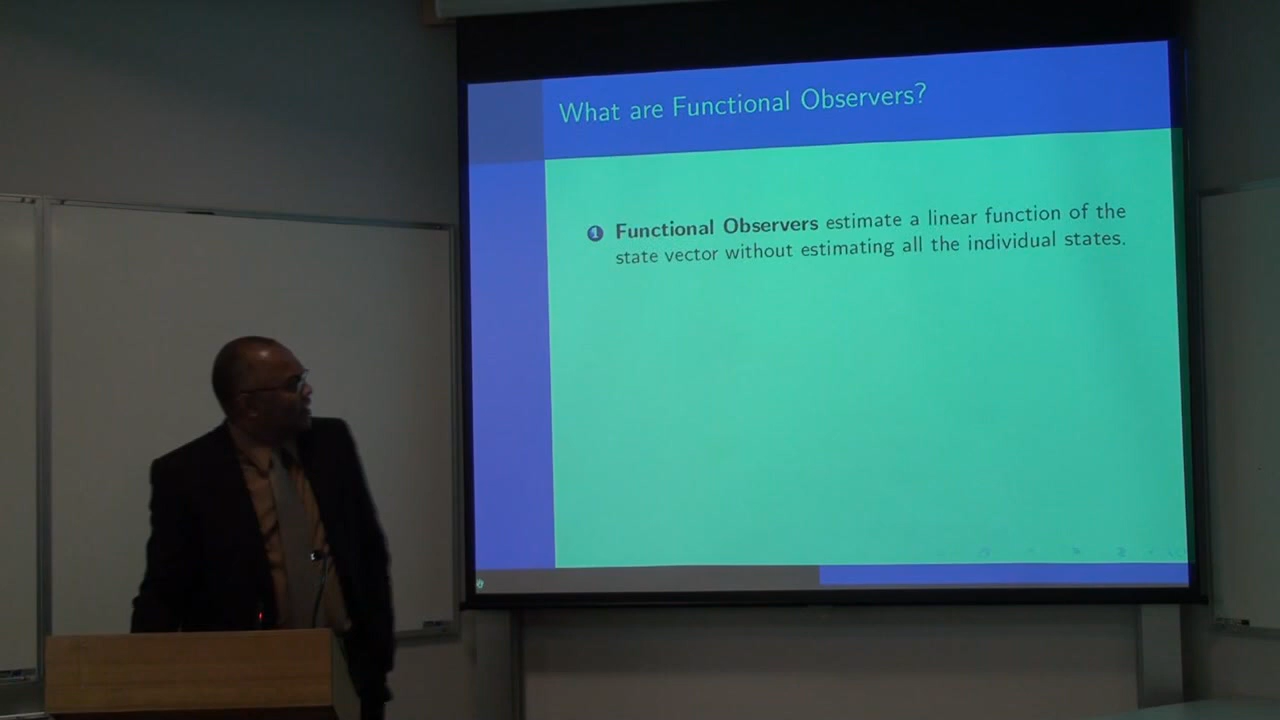 What are Functional Observers?
1 Functional Observers estimate a linear function of the
state vector without estimating all the individual states.